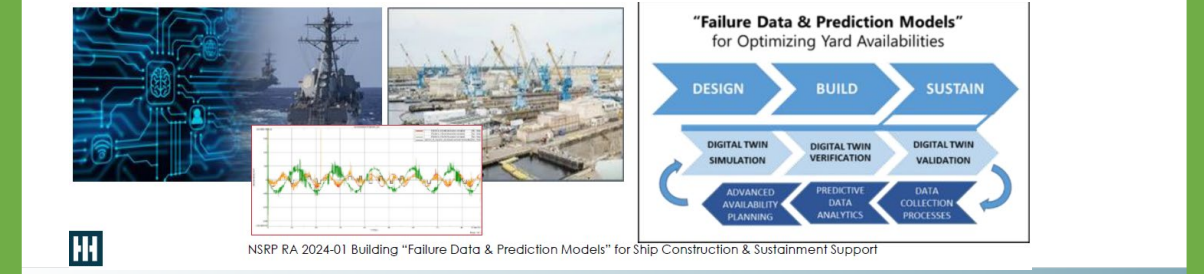 “Failure Data & Prediction Models”
for Optimizing Yard Availabilities
DESIGN
BUILD
SUSTAIN
DIGITAL TWIN
SIMULATION
DIGITAL TWIN
VERIFICATION
DIGITAL TWIN
VALIDATION
ADVANCED
AVAILABILITY
PLANNING
PREDICTIVE
DATA
ANALYTICS
DATA
COLLECTION
PROCESSES
NSRP RA 2024-01 Building “Failure Data & Prediction Models” for Ship Construction & Sustainment Support